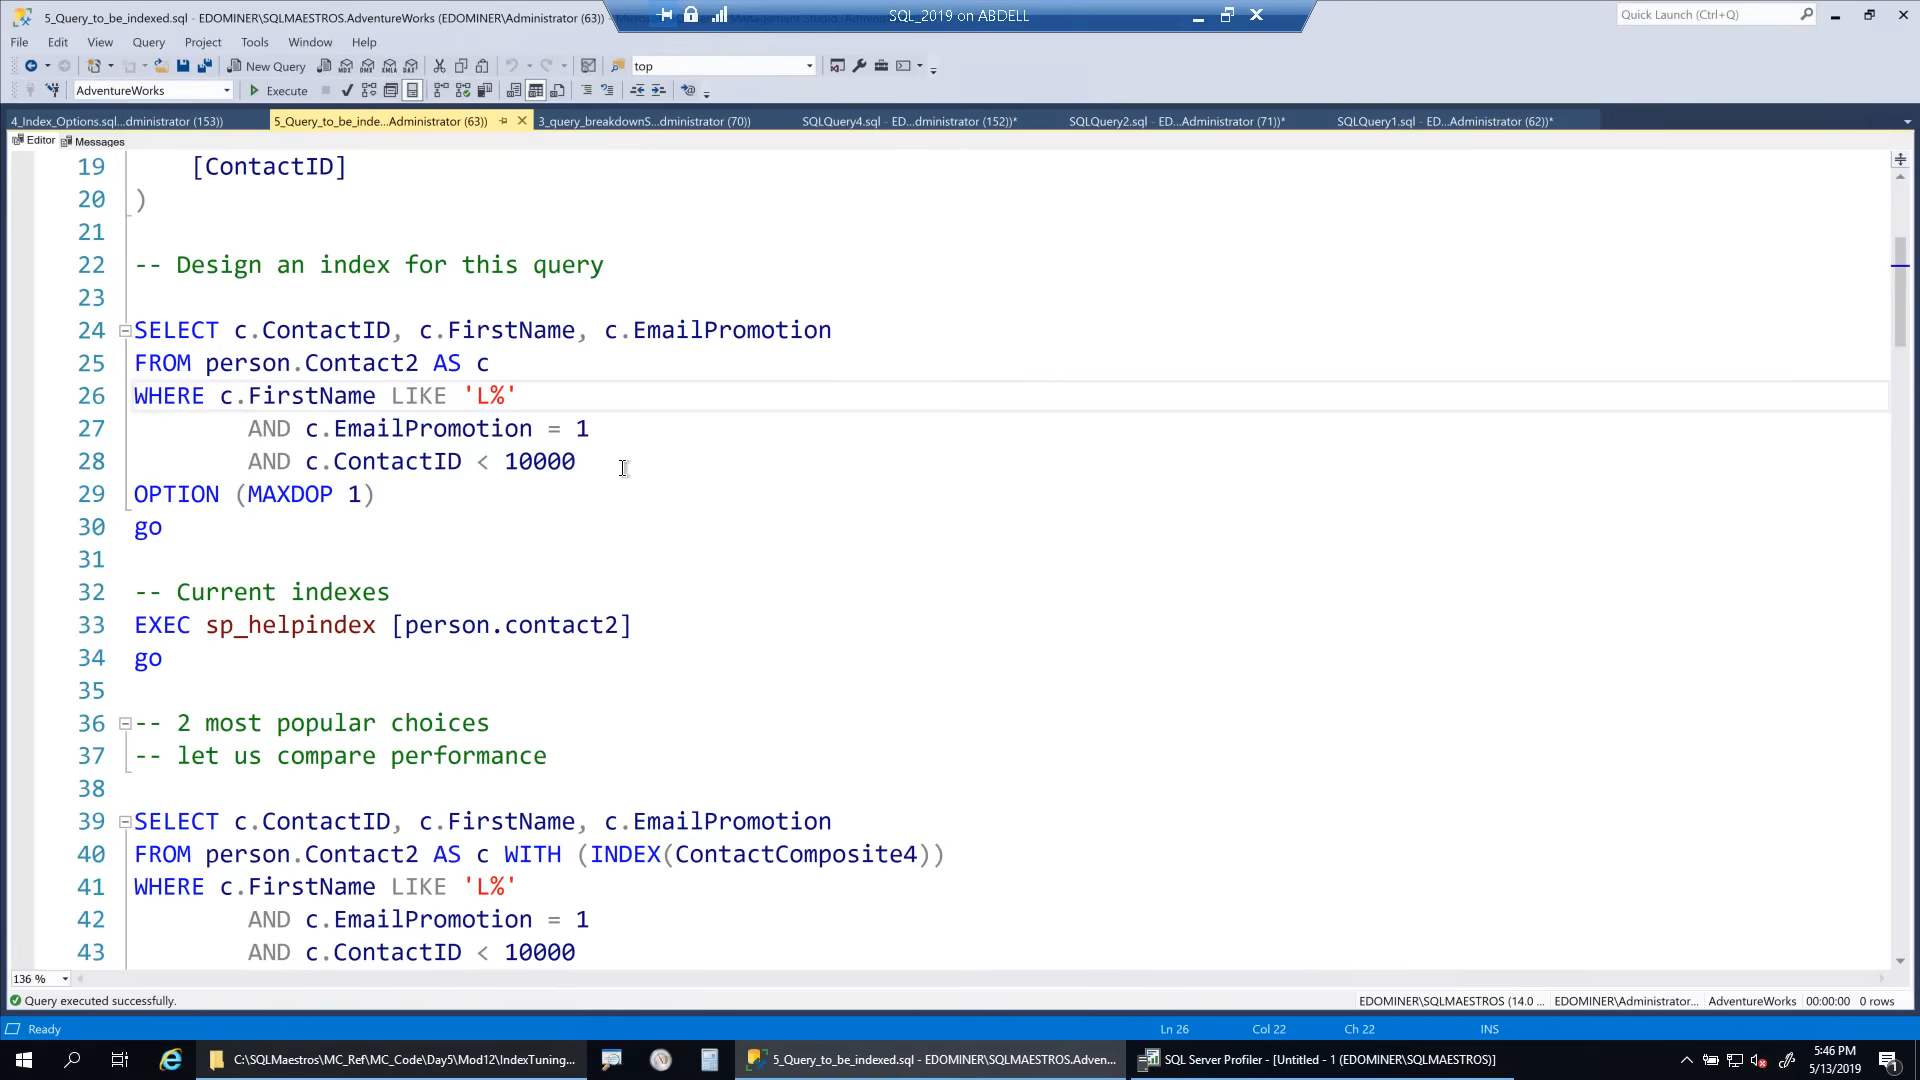 5_Query_to_be_indexed.sql - EDOMINER\SQLMAESTROS.AdventureWorks (EDOMINER\Administrator (63))
SQL_2019 on ABDELL
Quick Launch (Ctrl+Q)
File Edit View Query Project Tools Window Help
New Query
top
AdventureWorks
Execute
4_Index_Options.sql...dministrator (153))
5_Query_to_be_inde...Administrator (63))
3_query_breakdownS...dministrator (70))
SQLQuery4.sql - ED...dministrator (152))*
SQLQuery2.sql - ED...Administrator (71))*
SQLQuery1.sql - ED...Administrator (62))*
Editor Messages
19 [ContactID]
20 )
21
22 -- Design an index for this query
23
24 SELECT c.ContactID, c.FirstName, c.EmailPromotion
25 FROM person.Contact2 AS c
26 WHERE c.FirstName LIKE 'L%'
27 AND c.EmailPromotion = 1
28 AND c.ContactID < 10000
29 OPTION (MAXDOP 1)
30 go
31
32 -- Current indexes
33 EXEC sp_helpindex [person.contact2]
34 go
35
36 -- 2 most popular choices
37 -- let us compare performance
38
39 SELECT c.ContactID, c.FirstName, c.EmailPromotion
40 FROM person.Contact2 AS c WITH (INDEX(ContactComposite4))
41 WHERE c.FirstName LIKE 'L%'
42 AND c.EmailPromotion = 1
43 AND c.ContactID < 10000
136 %
Query executed successfully.
EDOMINER\SQLMAESTROS (14.0 ... EDOMINER\Administrator... AdventureWorks 00:00:00 0 rows
Ready
Ln 26 Col 22 Ch 22 INS
C:\SQLMaestros\MC_Ref\MC_Code\Day5\Mod12\IndexTuning...
5_Query_to_be_indexed.sql - EDOMINER\SQLMAESTROS.Adven...
SQL Server Profiler - [Untitled - 1 (EDOMINER\SQLMAESTROS)]
5:46 PM
5/13/2019
1